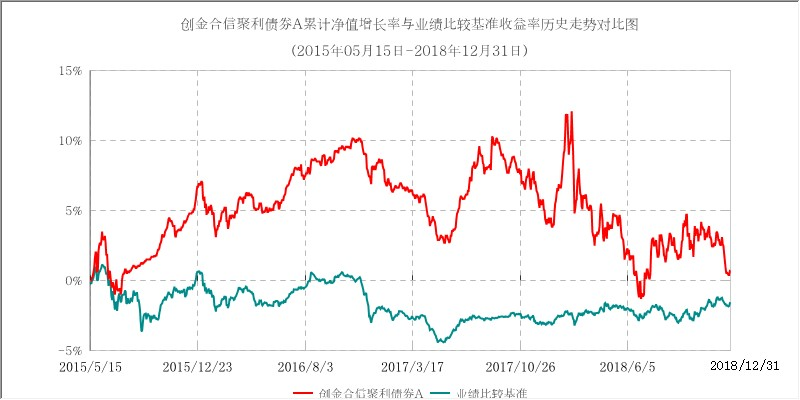 创金合信聚利债券A累计净值增长率与业绩比较基准收益率历史走势对比图
(2015年05月15日-2018年12月31日)
15%
10%
5%
0%
-5%
2015/5/15 2015/12/23 2016/8/3 2017/3/17 2017/10/26 2018/6/5 2018/12/31
创金合信聚利债券A 业绩比较基准